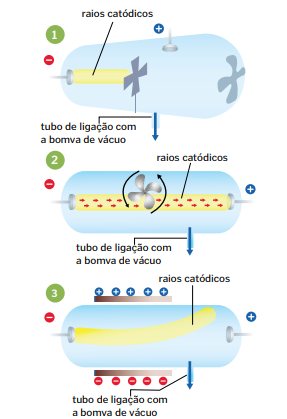 raios catódicos
1
+
−
tubo de ligação com
a bomva de vácuo
2
raios catódicos
−
+
tubo de ligação com
a bomva de vácuo
raios catódicos
3
+ + + + +
−
+
− − − − −
tubo de ligação com
a bomva de vácuo